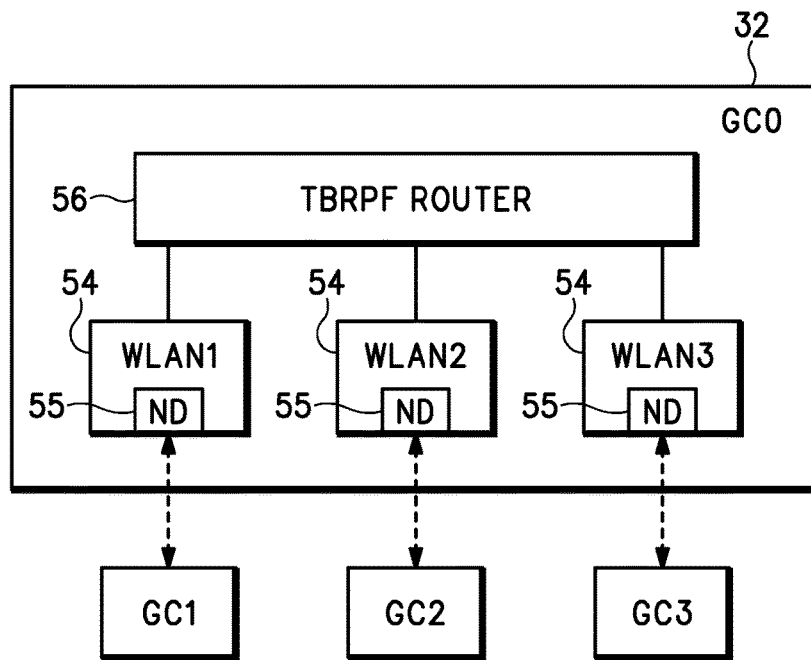 32
GC0
56
TBRPF ROUTER
54
54
54
WLAN1
WLAN2
WLAN3
55
ND
55
ND
55
ND
GC1
GC2
GC3